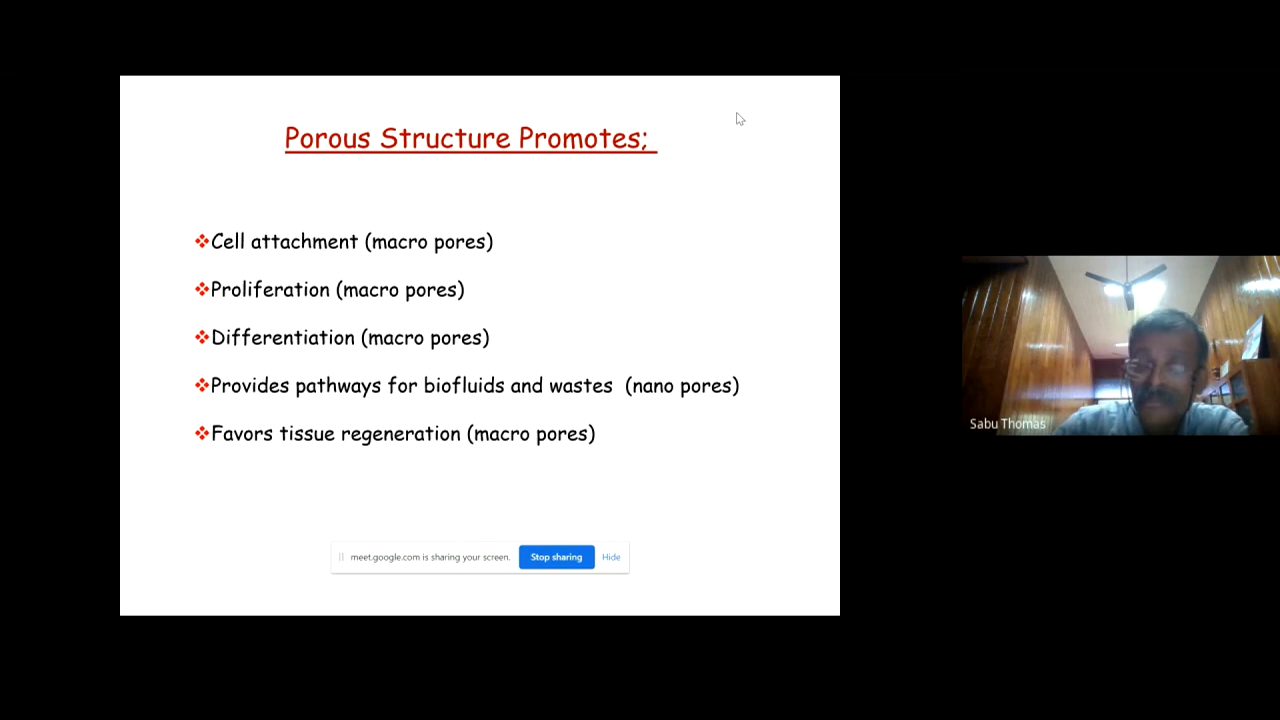 Porous Structure Promotes;
Cell attachment (macro pores)
Proliferation (macro pores)
Differentiation (macro pores)
Provides pathways for biofluids and wastes (nano pores)
Favors tissue regeneration (macro pores)
meet.google.com is sharing your screen. Stop sharing Hide
Sabu Thomas